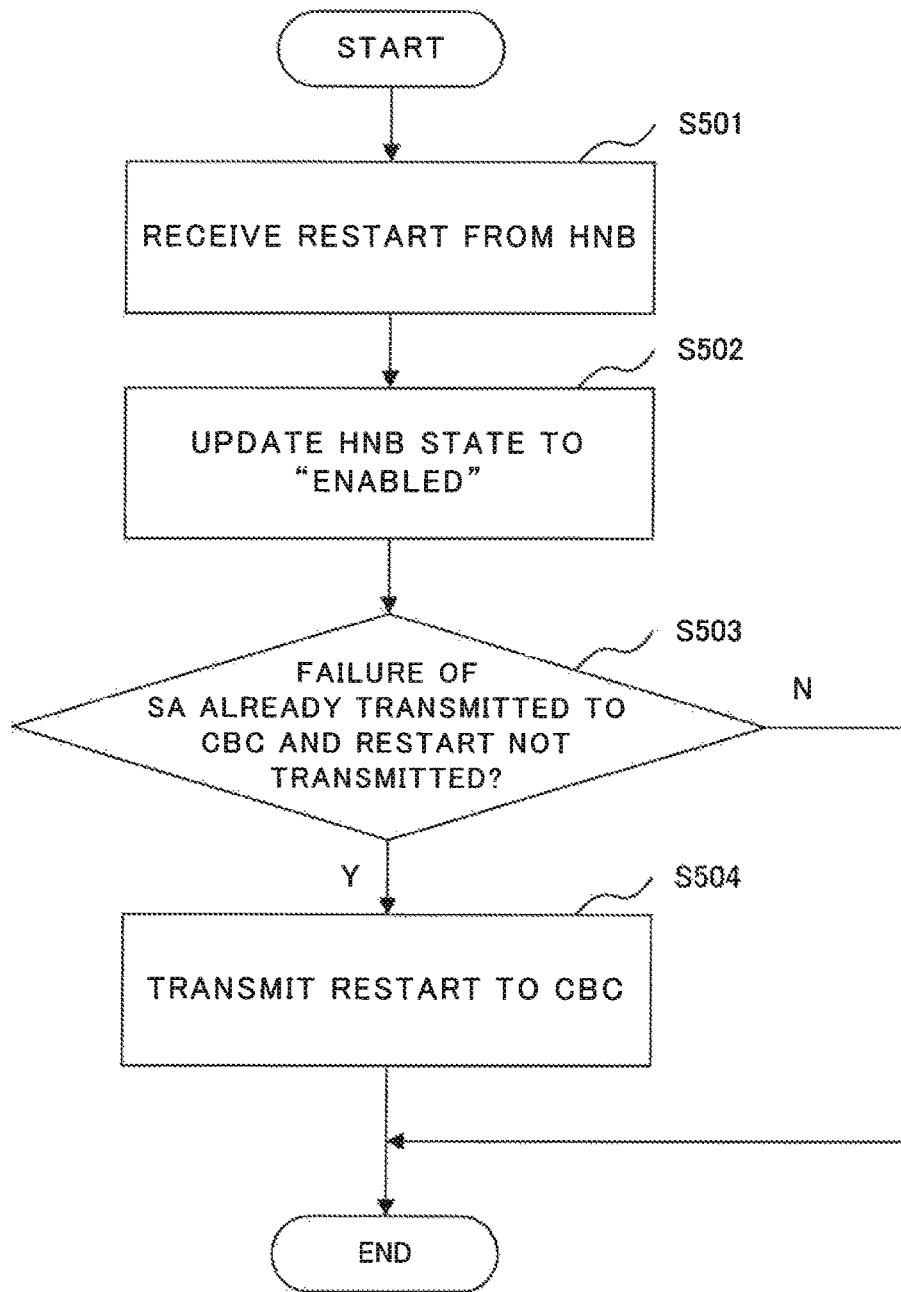 START
S501
RECEIVE RESTART FROM HNB
S502
UPDATE HNB STATE TO
“ENABLED”
S503
FAILURE OF
SA ALREADY TRANSMITTED TO
CBC AND RESTART NOT
TRANSMITTED?
N
Y
S504
TRANSMIT RESTART TO CBC
END